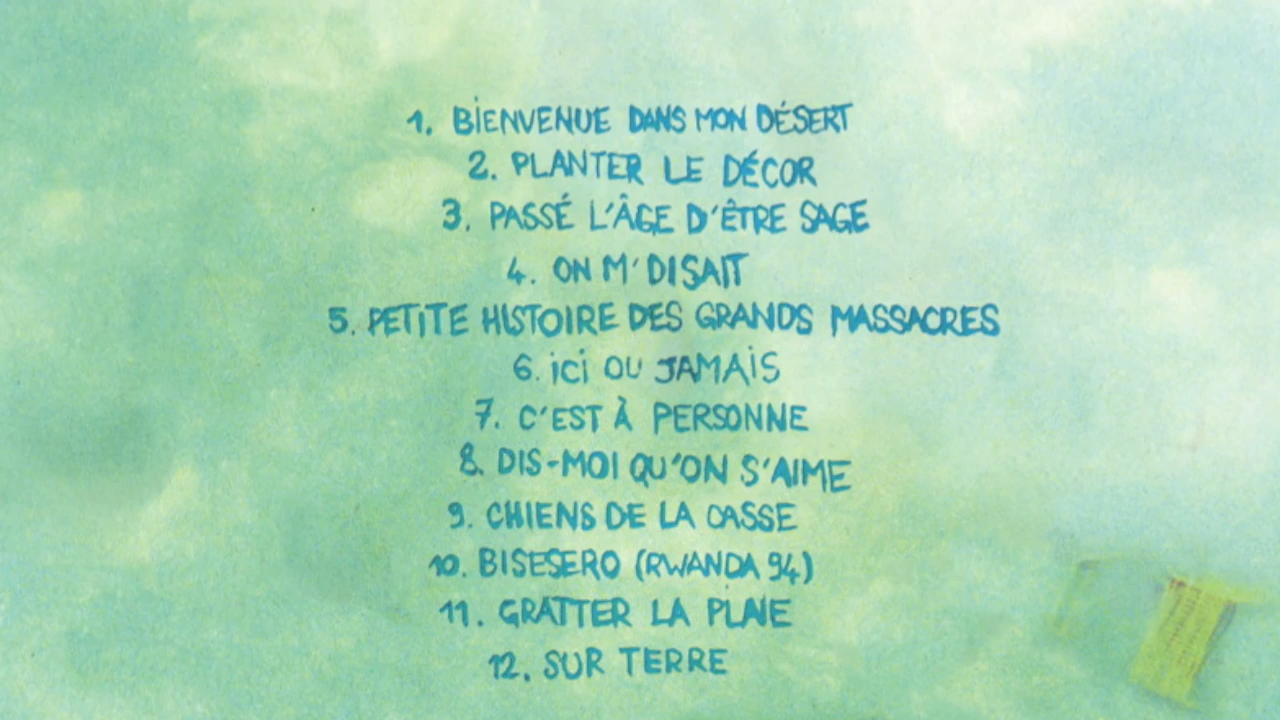 1. BIENVENUE DANS MON DÉSERT
2. PLANTER LE DÉCOR
3. PASSÉ L'ÂGE D'ÊTRE SAGE
4. ON M'DISAIT
5. PETITE HISTOIRE DES GRANDS MASSACRES
6. ICI OU JAMAIS
7. C'EST À PERSONNE
8. DIS-MOI QU'ON S'AIME
9. CHIENS DE LA CASSE
10. BISESERO (RWANDA 94)
11. GRATTER LA PLAIE
12. SUR TERRE